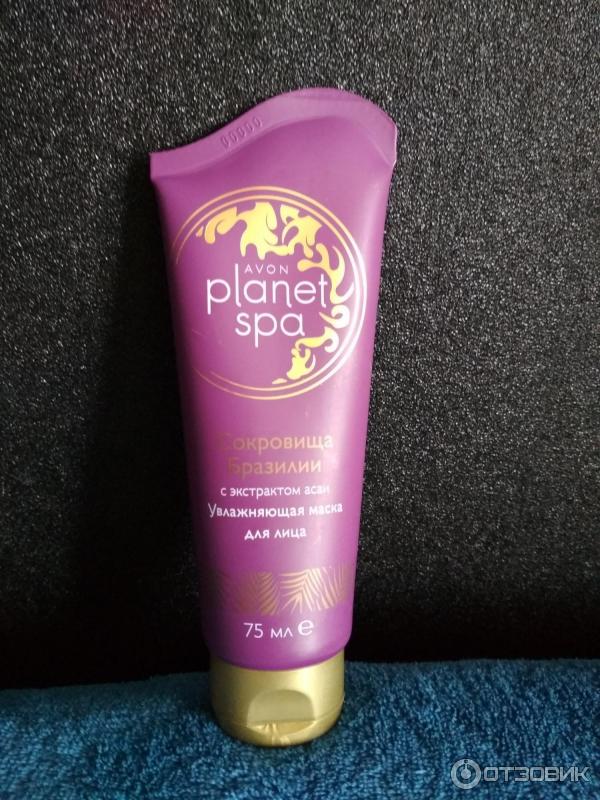 AVON
planet
spa
Сокровища
Бразилии
с экстрактом асаи
Увлажняющая маска
для лица
75 мл e
ОТЗОВИК